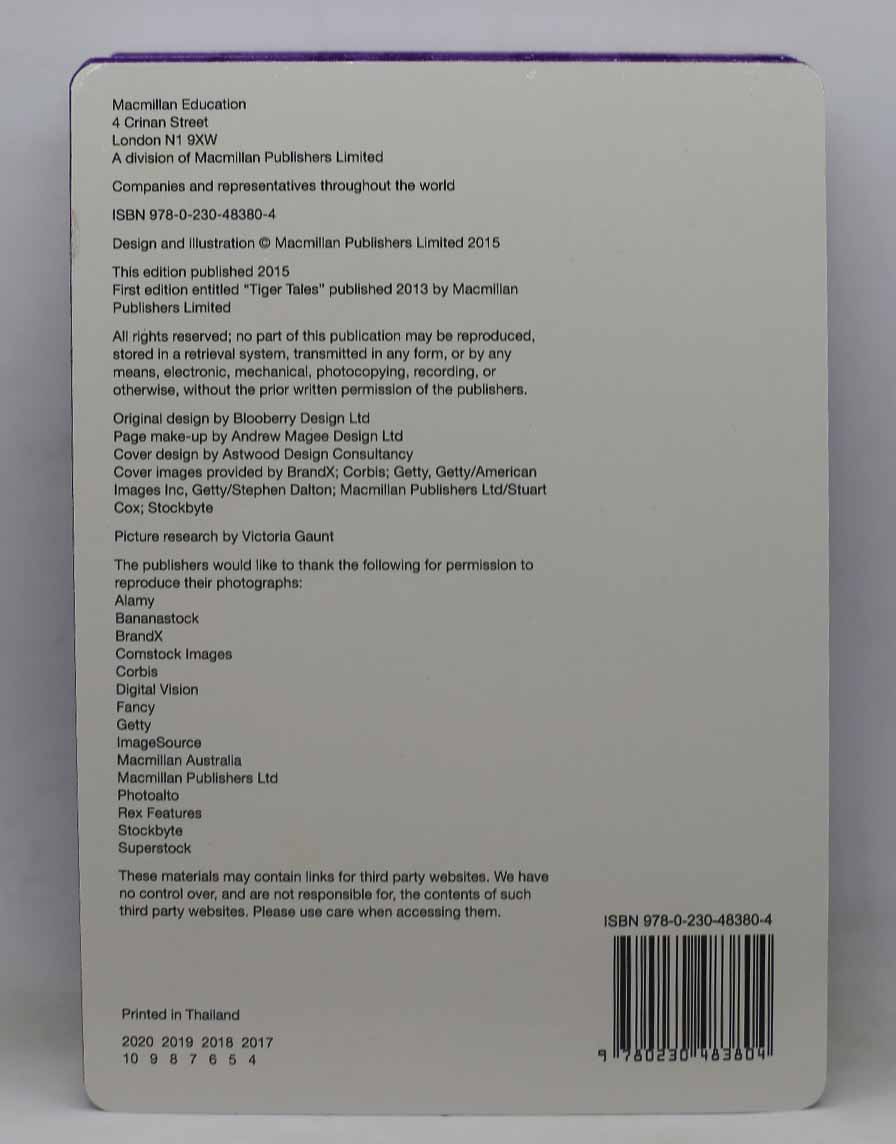 Macmillan Education
4 Crinan Street
London N1 9XW
A division of Macmillan Publishers Limited
Companies and representatives throughout the world
ISBN 978-0-230-48380-4
Design and illustration © Macmillan Publishers Limited 2015
This edition published 2015
First edition entitled "Tiger Tales" published 2013 by Macmillan
Publishers Limited
All rights reserved; no part of this publication may be reproduced,
stored in a retrieval system, transmitted in any form, or by any
means, electronic, mechanical, photocopying, recording, or
otherwise, without the prior written permission of the publishers.
Original design by Blooberry Design Ltd
Page make-up by Andrew Magee Design Ltd
Cover design by Astwood Design Consultancy
Cover images provided by BrandX; Corbis; Getty, Getty/American
Images Inc, Getty/Stephen Dalton; Macmillan Publishers Ltd/Stuart
Cox; Stockbyte
Picture research by Victoria Gaunt
The publishers would like to thank the following for permission to
reproduce their photographs:
Alamy
Bananastock
BrandX
Comstock Images
Corbis
Digital Vision
Fancy
Getty
ImageSource
Macmillan Australia
Macmillan Publishers Ltd
Photoalto
Rex Features
Stockbyte
Superstock
These materials may contain links for third party websites. We have
no control over, and are not responsible for, the contents of such
third party websites. Please use care when accessing them.
ISBN 978-0-230-48380-4
9 780230 483804
Printed in Thailand
2020 2019 2018 2017
10 9 8 7 6 5 4